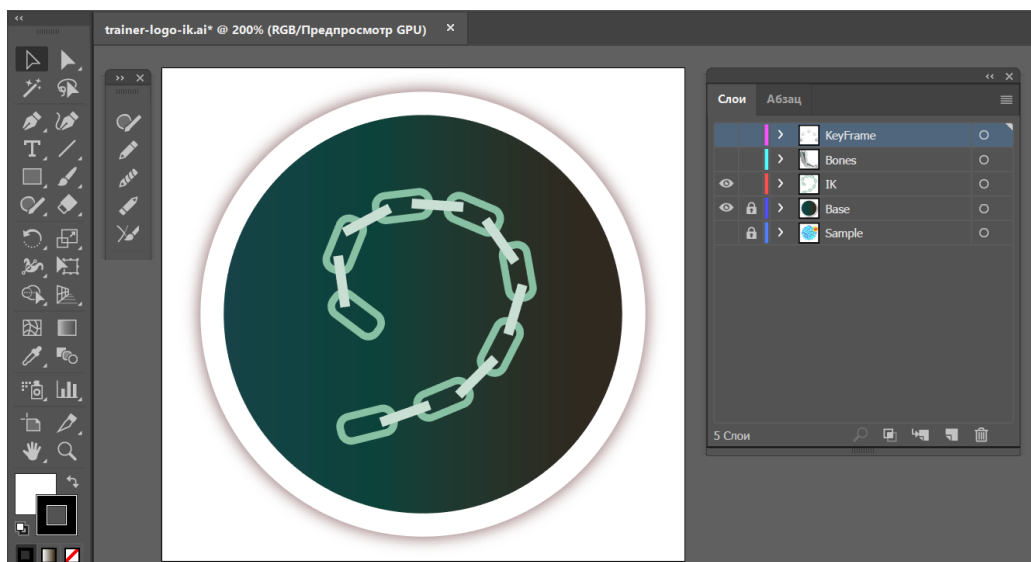 trainer-logo-ik.ai* @ 200% (RGB/Предпросмотр GPU)
Слои Абзац
KeyFrame
Bones
IK
Base
Sample
5 Слои